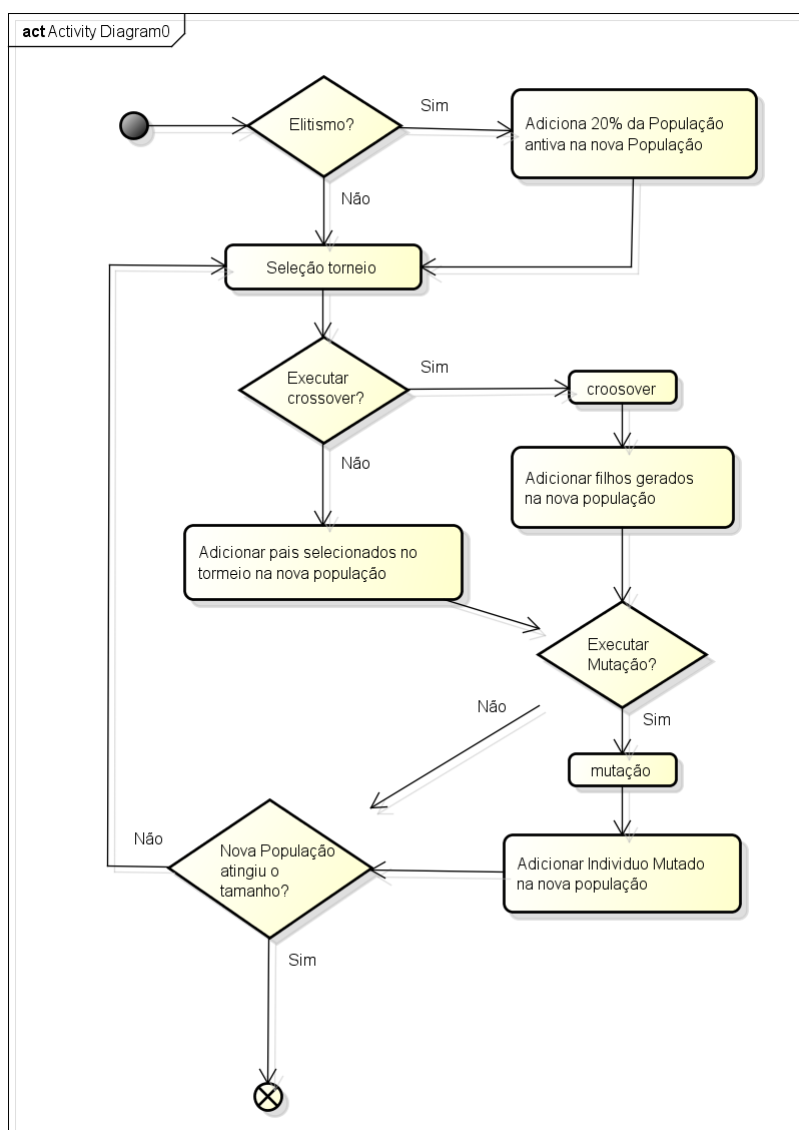 act Activity Diagram0
Elitismo?
Sim
Adiciona 20% da População
antiva na nova População
Não
Seleção torneio
Executar
crossover?
Sim
croosover
Não
Adicionar filhos gerados
na nova população
Adicionar pais selecionados no
tormeio na nova população
Executar
Mutação?
Não
Sim
mutação
Não
Nova População
atingiu o
tamanho?
Adicionar Individuo Mutado
na nova população
Sim